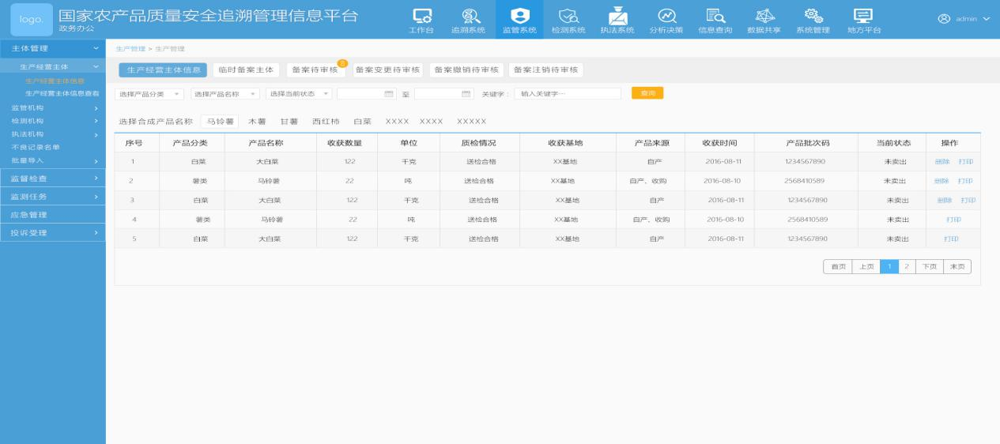 logo.
国家农产品质量安全追溯管理信息平台
政务办公
工作台 追溯系统 监管系统 检测系统 执法系统 分析决策 信息查询 数据共享 系统管理 地方平台
admin
主体管理
生产经营主体
生产经营主体信息
生产经营主体信息查看
监管机构
检测机构
执法机构
不良记录名单
批量导入
监督检查
监测任务
应急管理
投诉受理
生产管理 > 生产管理
生产经营主体信息 临时备案主体 备案待审核 8 备案变更待审核 备案撤销待审核 备案注销待审核
选择产品分类 选择产品名称 选择当前状态 至 关键字： 输入关键字··· 查询
选择合成产品名称 马铃薯 木薯 甘薯 西红柿 白菜 XXXX XXXX XXXXX
序号 产品分类 产品名称 收获数量 单位 质检情况 收获基地 产品来源 收获时间 产品批次码 当前状态 操作
1 白菜 大白菜 122 千克 送检合格 XX基地 自产 2016-08-11 1234567890 未卖出 删除 打印
2 薯类 马铃薯 22 吨 送检合格 XX基地 自产、收购 2016-08-10 2568410589 未卖出 删除 打印
3 白菜 大白菜 122 千克 送检合格 XX基地 自产 2016-08-11 1234567890 未卖出 删除 打印
4 薯类 马铃薯 22 吨 送检合格 XX基地 自产、收购 2016-08-10 2568410589 未卖出 打印
5 白菜 大白菜 122 千克 送检合格 XX基地 自产 2016-08-11 1234567890 未卖出 打印
首页 上页 1 2 下页 末页